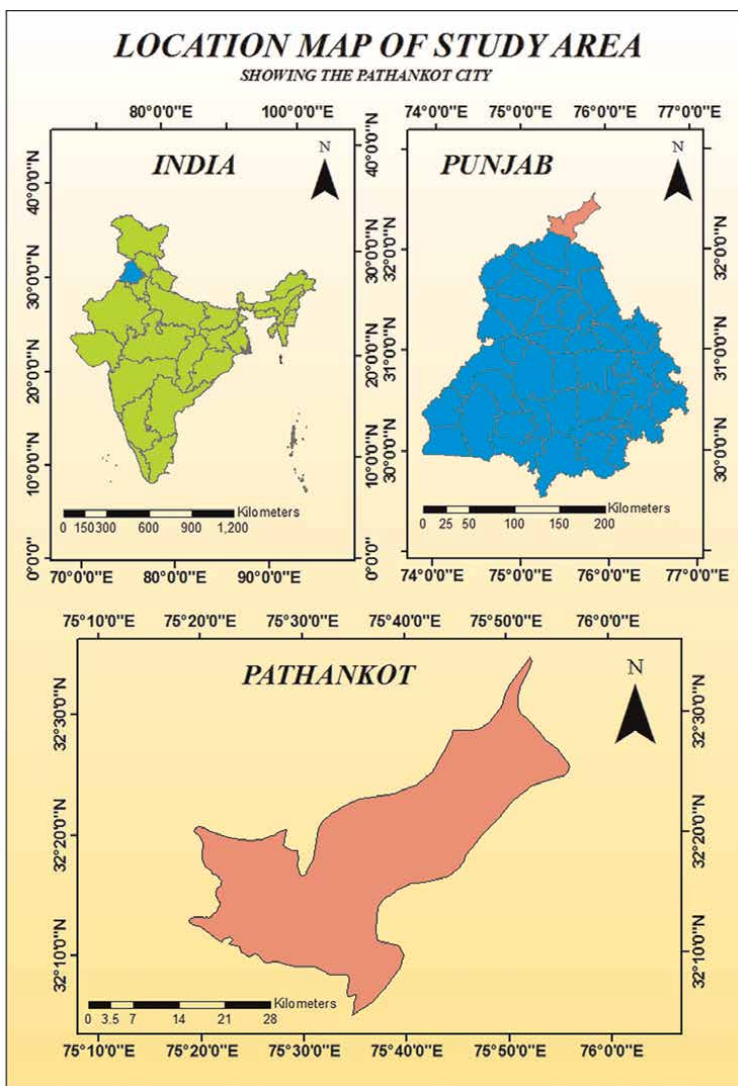 LOCATION MAP OF STUDY AREA
SHOWING THE PATHANKOT CITY
80°0'0"E 100°0'0"E
INDIA
N
40°0'0"N
30°0'0"N
20°0'0"N
10°0'0"N
0°0'0"
40°0'0"N
30°0'0"N
20°0'0"N
10°0'0"N
0°0'0"
Kilometers
0 150300 600 900 1,200
70°0'0"E 80°0'0"E 90°0'0"E
74°0'0"E 75°0'0"E 76°0'0"E 77°0'0"E
PUNJAB
N
32°0'0"N
31°0'0"N
30°0'0"N
32°0'0"N
31°0'0"N
30°0'0"N
Kilometers
0 25 50 100 150 200
74°0'0"E 75°0'0"E 76°0'0"E 77°0'0"E
75°10'0"E 75°20'0"E 75°30'0"E 75°40'0"E 75°50'0"E 76°0'0"E
PATHANKOT
N
32°30'0"N
32°20'0"N
32°10'0"N
32°30'0"N
32°20'0"N
32°10'0"N
Kilometers
0 3.5 7 14 21 28
75°10'0"E 75°20'0"E 75°30'0"E 75°40'0"E 75°50'0"E 76°0'0"E